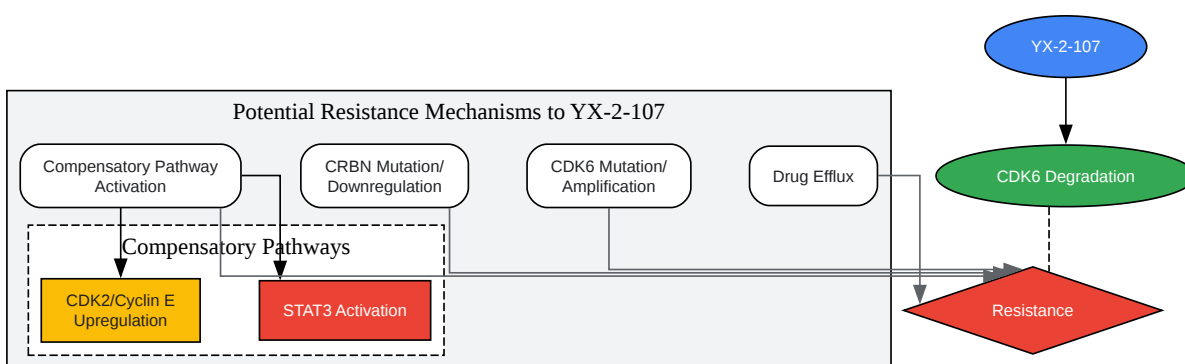 YX-2-107
Potential Resistance Mechanisms to YX-2-107
Compensatory Pathway
Activation
CRBN Mutation/
Downregulation
CDK6 Mutation/
Amplification
Drug Efflux
CDK6 Degradation
Compensatory Pathways
CDK2/Cyclin E
Upregulation
STAT3 Activation
Resistance